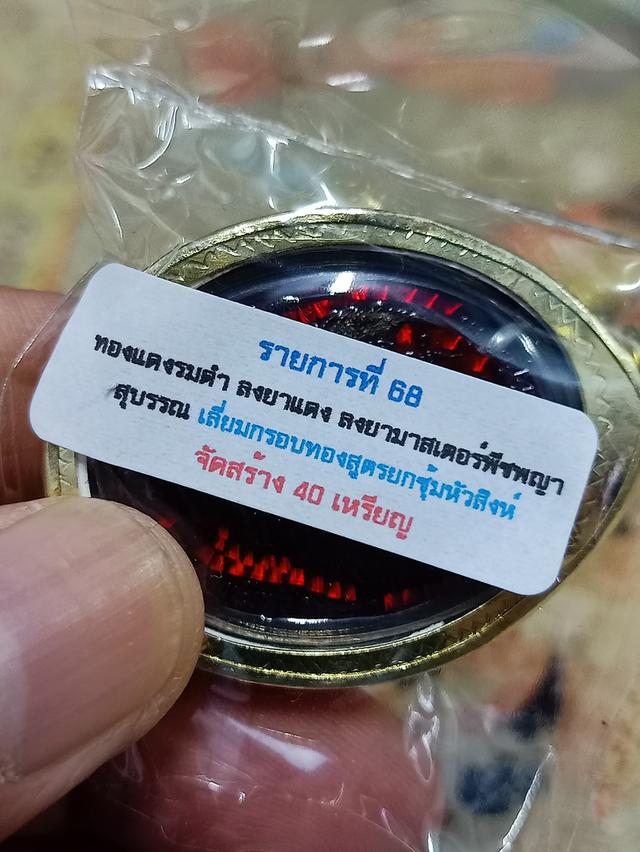 รายการที่ 68
ทองแดงรมดำ ลงยาแดง ลงยามาสเตอร์พีชพญา
สุบรรณ เลี่ยมกรอบทองสูตรยกซุ้มหัวสิงห์
จัดสร้าง 40 เหรียญ